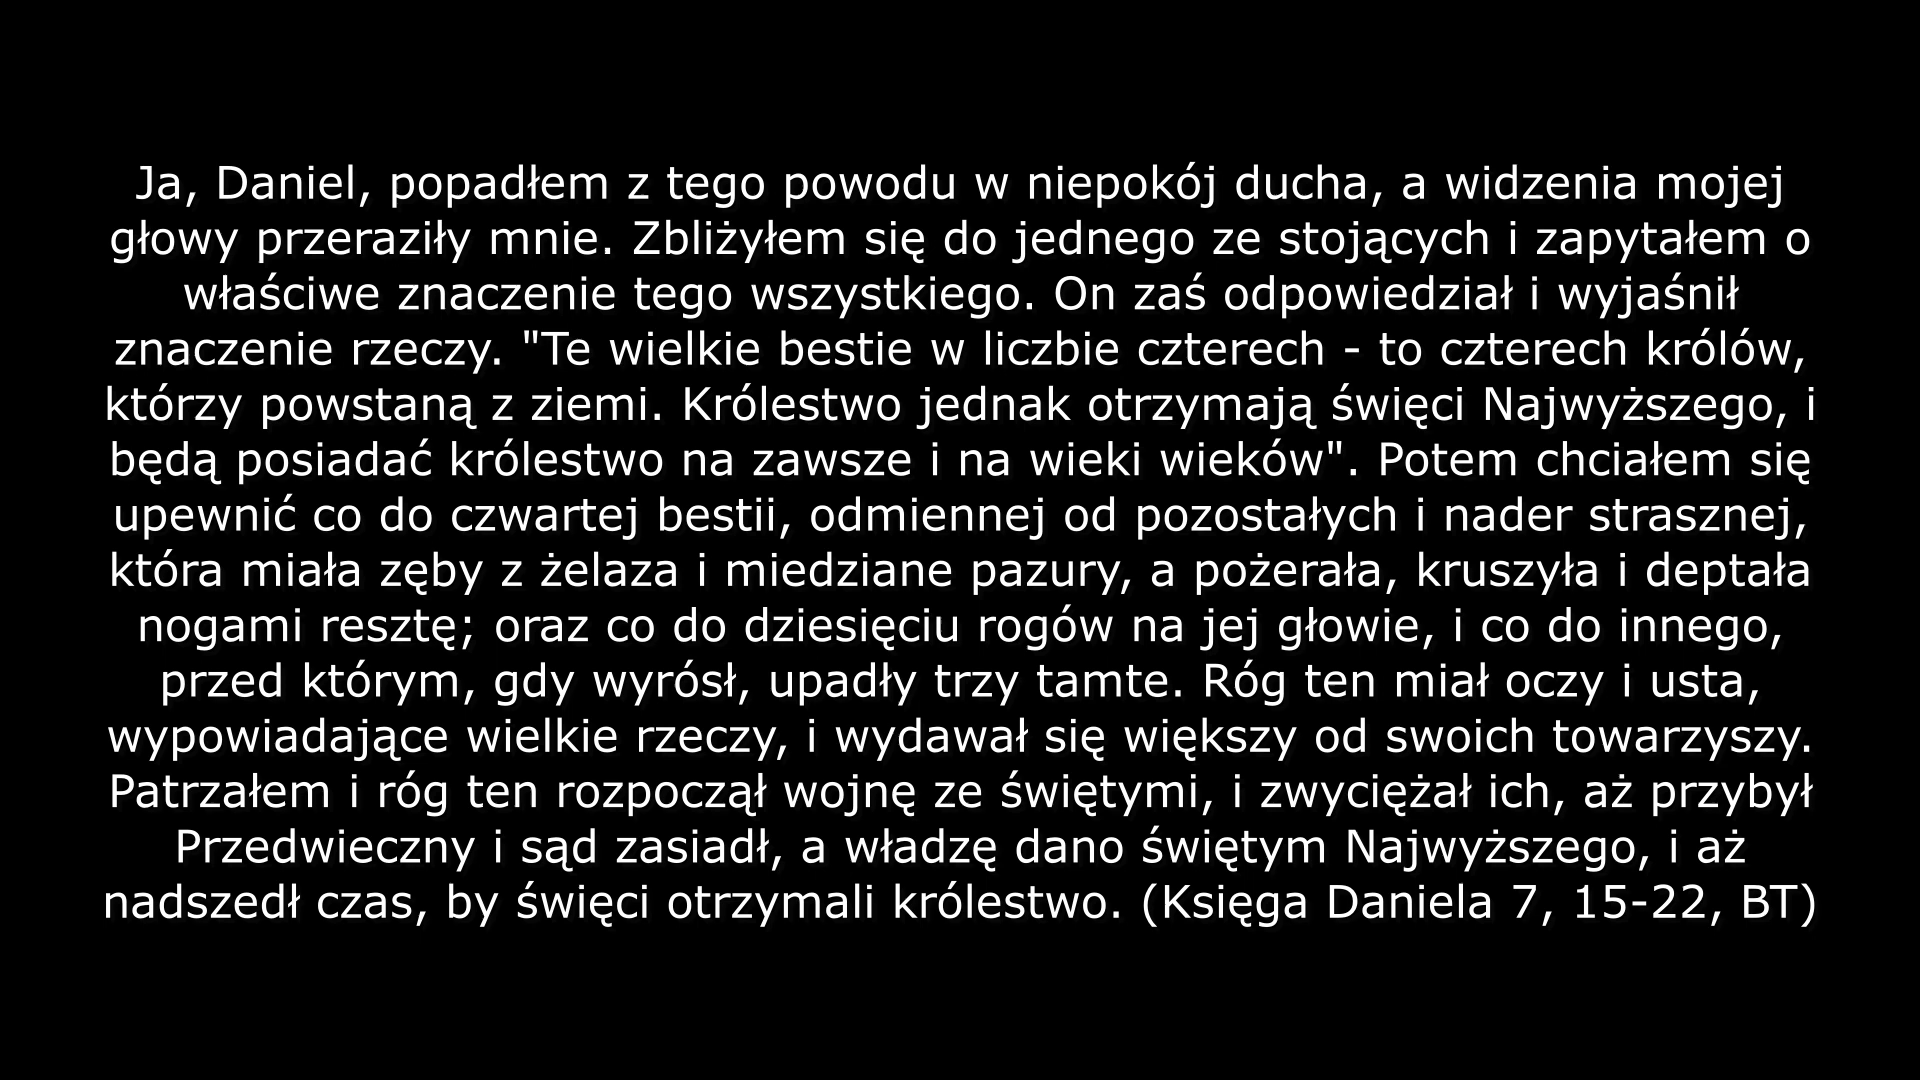 Ja, Daniel, popadłem z tego powodu w niepokój ducha, a widzenia mojej
głowy przeraziły mnie. Zbliżyłem się do jednego ze stojących i zapytałem o
właściwe znaczenie tego wszystkiego. On zaś odpowiedział i wyjaśnił
znaczenie rzeczy. "Te wielkie bestie w liczbie czterech - to czterech królów,
którzy powstaną z ziemi. Królestwo jednak otrzymają święci Najwyższego, i
będą posiadać królestwo na zawsze i na wieki wieków". Potem chciałem się
upewnić co do czwartej bestii, odmiennej od pozostałych i nader strasznej,
która miała zęby z żelaza i miedziane pazury, a pożerała, kruszyła i deptała
nogami resztę; oraz co do dziesięciu rogów na jej głowie, i co do innego,
przed którym, gdy wyrósł, upadły trzy tamte. Róg ten miał oczy i usta,
wypowiadające wielkie rzeczy, i wydawał się większy od swoich towarzyszy.
Patrzałem i róg ten rozpoczął wojnę ze świętymi, i zwyciężał ich, aż przybył
Przedwieczny i sąd zasiadł, a władzę dano świętym Najwyższego, i aż
nadszedł czas, by święci otrzymali królestwo. (Księga Daniela 7, 15-22, BT)